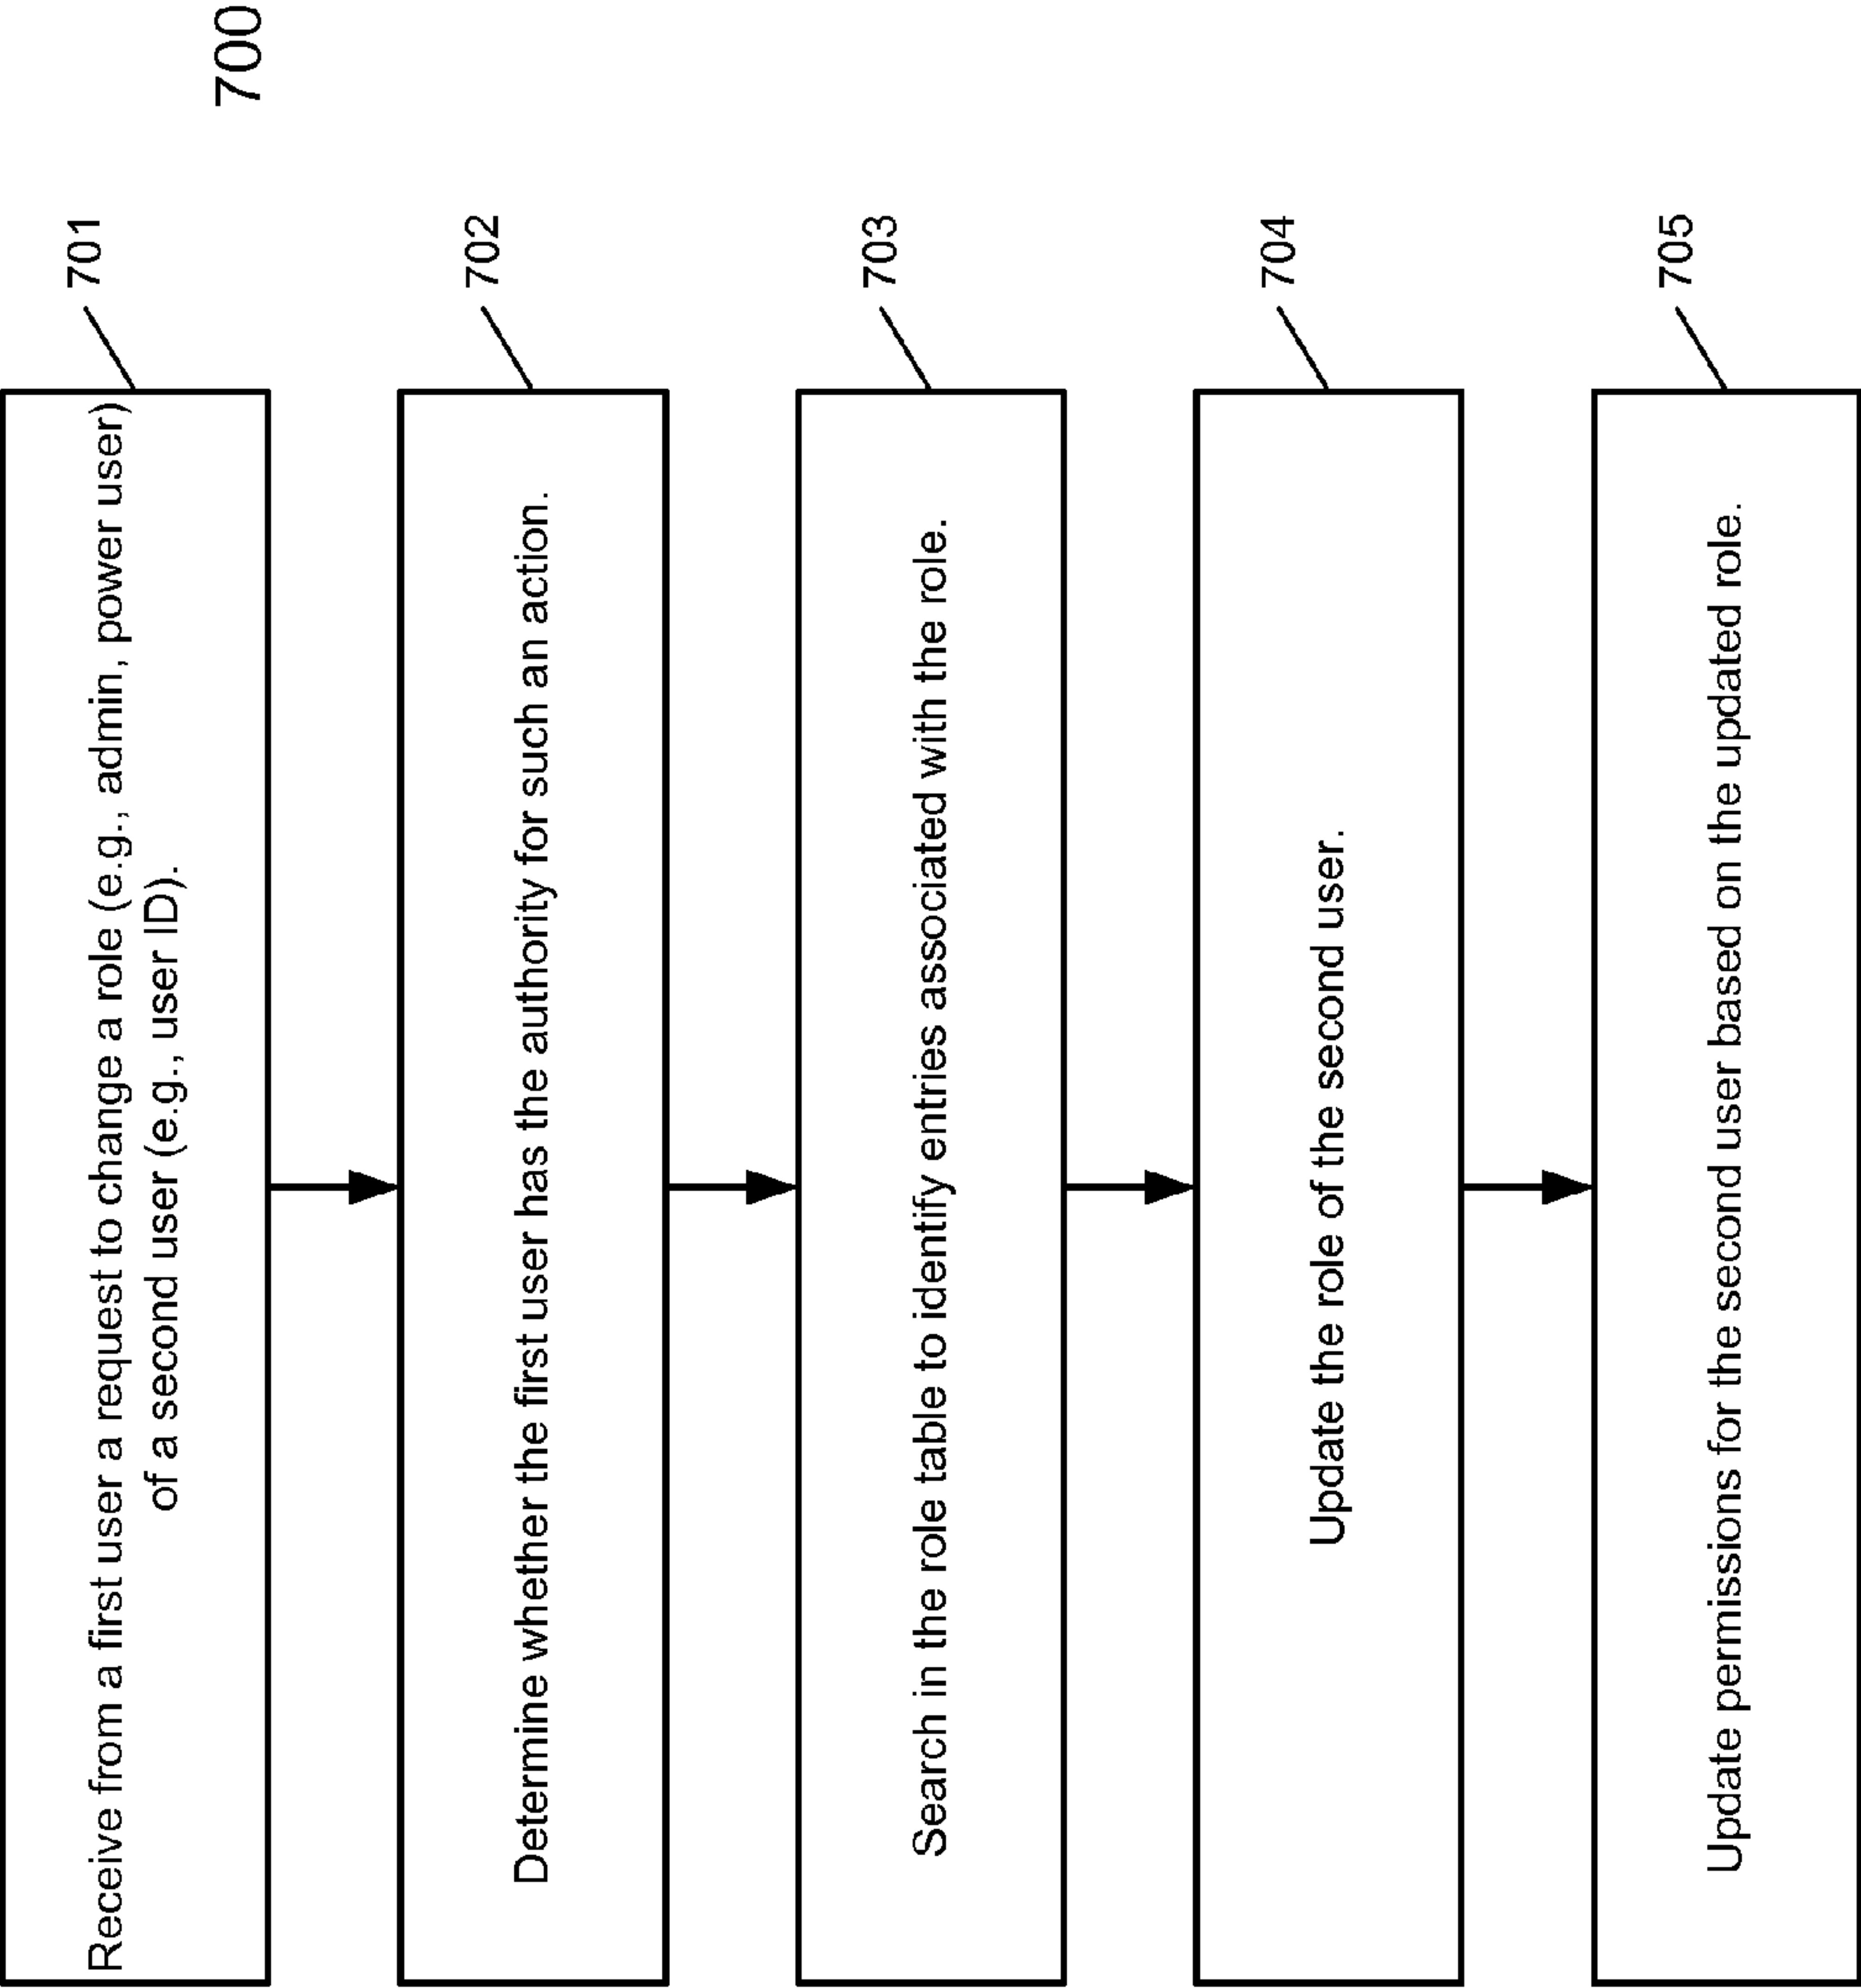 700
701
Receive from a first user a request to change a role (e.g., admin, power user)
of a second user (e.g., user ID).
702
Determine whether the first user has the authority for such an action.
703
Search in the role table to identify entries associated with the role.
704
Update the role of the second user.
705
Update permissions for the second user based on the updated role.